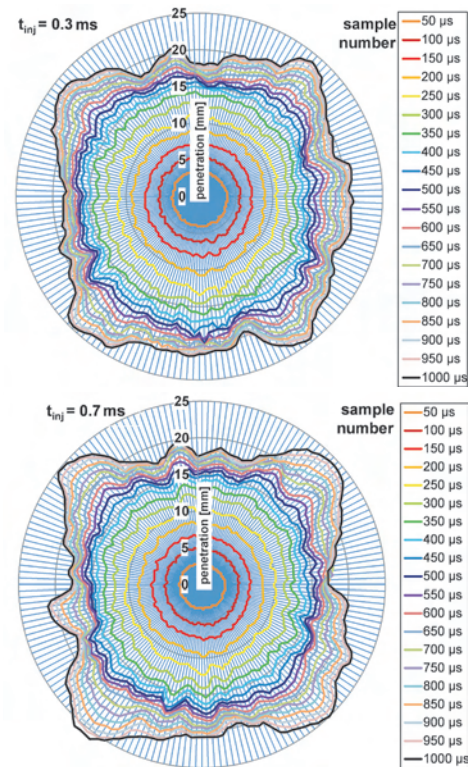 t_inj = 0.3 ms
sample
number
25
20
15
10
5
0
penetration [mm]
50 µs
100 µs
150 µs
200 µs
250 µs
300 µs
350 µs
400 µs
450 µs
500 µs
550 µs
600 µs
650 µs
700 µs
750 µs
800 µs
850 µs
900 µs
950 µs
1000 µs
t_inj = 0.7 ms
sample
number
25
20
15
10
5
0
penetration [mm]
50 µs
100 µs
150 µs
200 µs
250 µs
300 µs
350 µs
400 µs
450 µs
500 µs
550 µs
600 µs
650 µs
700 µs
750 µs
800 µs
850 µs
900 µs
950 µs
1000 µs